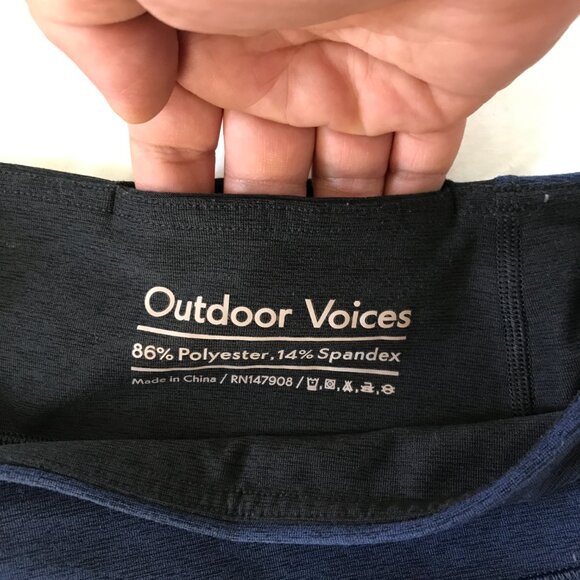 Outdoor Voices
86% Polyester. 14% Spandex
Made in China / RN147908 /